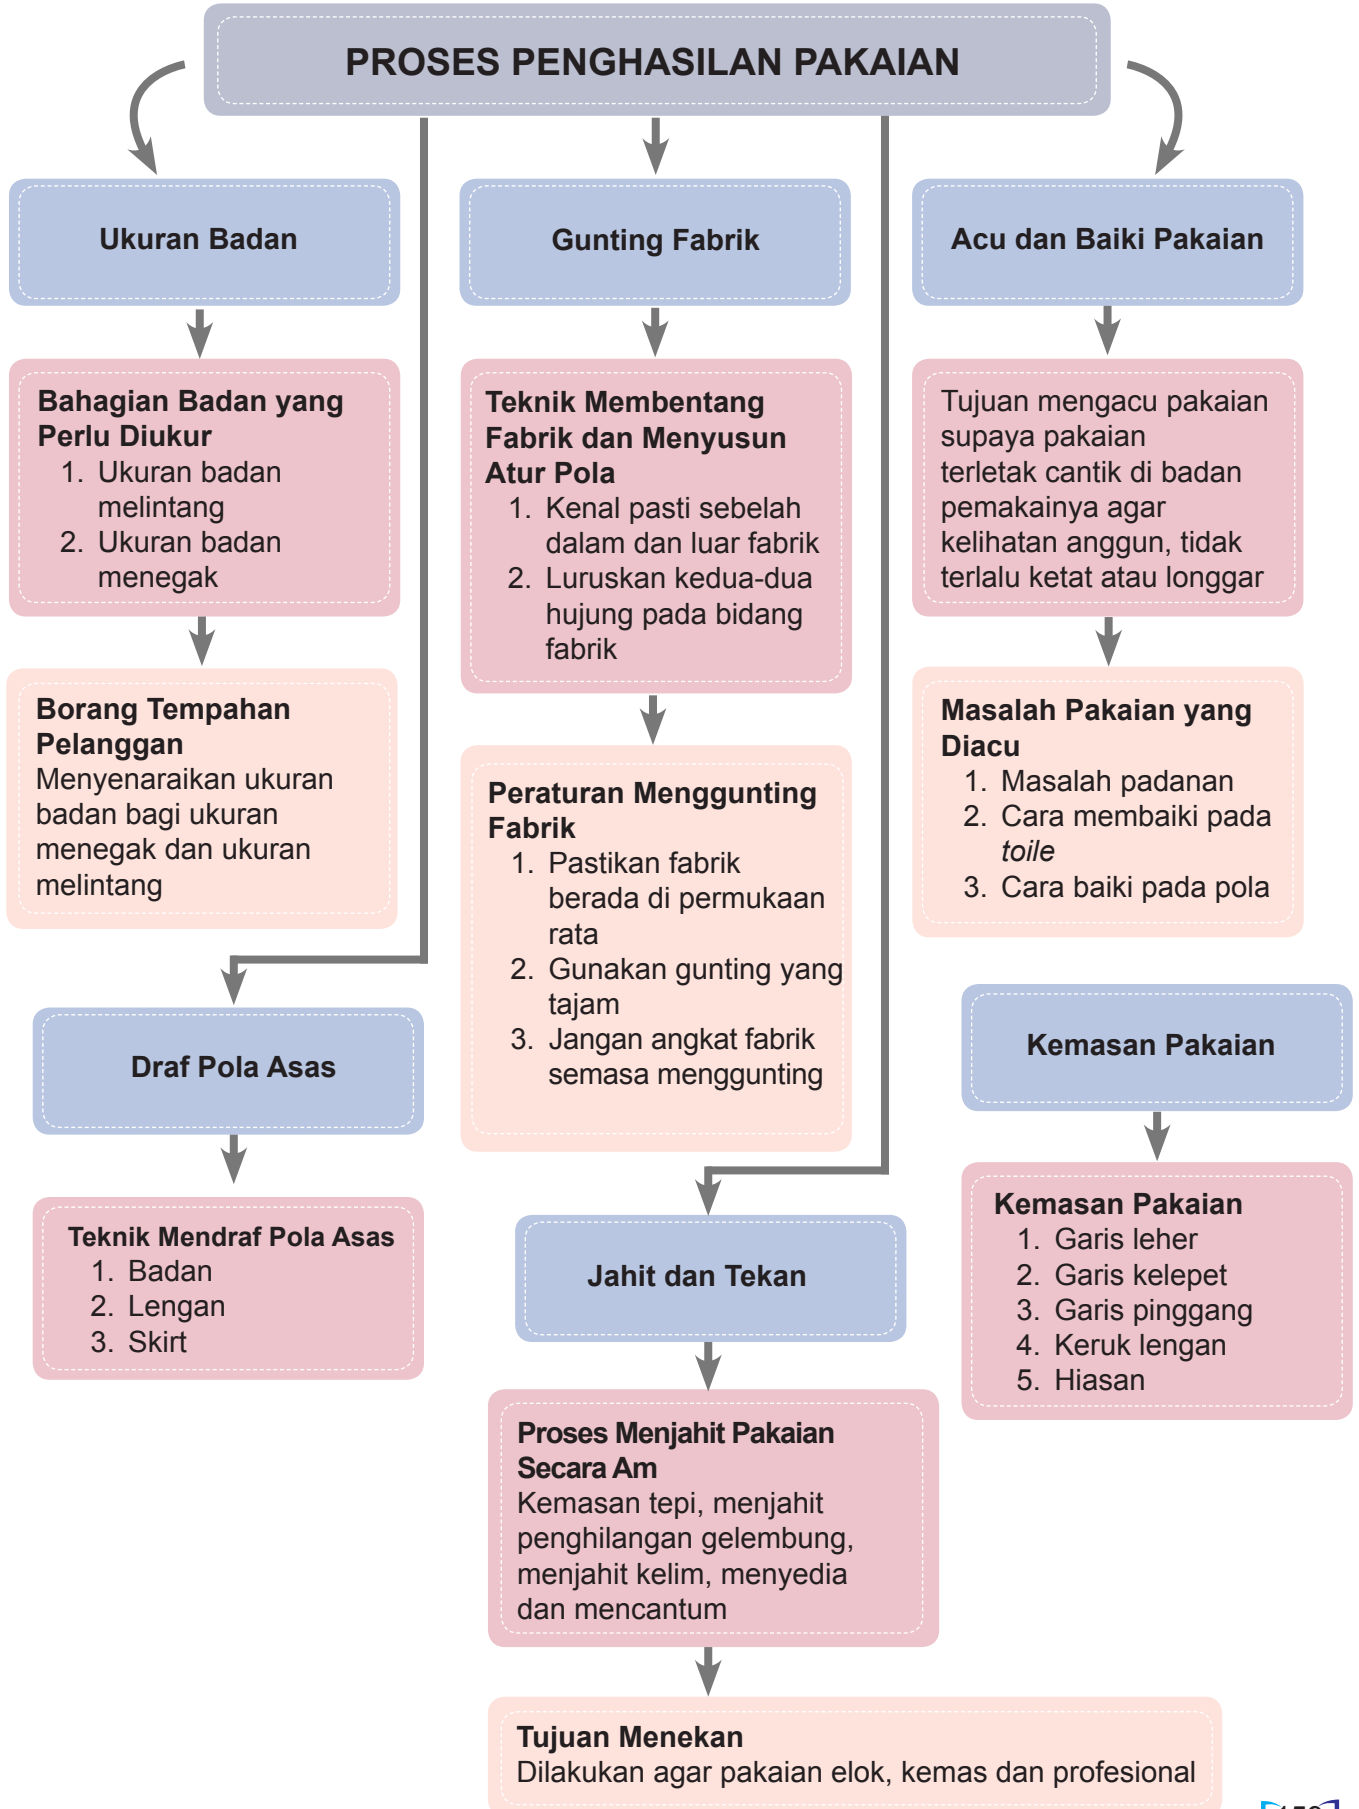 PROSES PENGHASILAN PAKAIAN
Ukuran Badan
Bahagian Badan yang
Perlu Diukur
1. Ukuran badan
melintang
2. Ukuran badan
menegak
Borang Tempahan
Pelanggan
Menyenaraikan ukuran
badan bagi ukuran
menegak dan ukuran
melintang
Draf Pola Asas
Teknik Mendraf Pola Asas
1. Badan
2. Lengan
3. Skirt
Gunting Fabrik
Teknik Membentang
Fabrik dan Menyusun
Atur Pola
1. Kenal pasti sebelah
dalam dan luar fabrik
2. Luruskan kedua-dua
hujung pada bidang
fabrik
Peraturan Menggunting
Fabrik
1. Pastikan fabrik
berada di permukaan
rata
2. Gunakan gunting yang
tajam
3. Jangan angkat fabrik
semasa menggunting
Jahit dan Tekan
Proses Menjahit Pakaian
Secara Am
Kemasan tepi, menjahit
penghilangan gelembung,
menjahit kelim, menyedia
dan mencantum
Tujuan Menekan
Dilakukan agar pakaian elok, kemas dan profesional
Acu dan Baiki Pakaian
Tujuan mengacu pakaian
supaya pakaian
terletak cantik di badan
pemakainya agar
kelihatan anggun, tidak
terlalu ketat atau longgar
Masalah Pakaian yang
Diacu
1. Masalah padanan
2. Cara membaiki pada
toile
3. Cara baiki pada pola
Kemasan Pakaian
Kemasan Pakaian
1. Garis leher
2. Garis kelepet
3. Garis pinggang
4. Keruk lengan
5. Hiasan